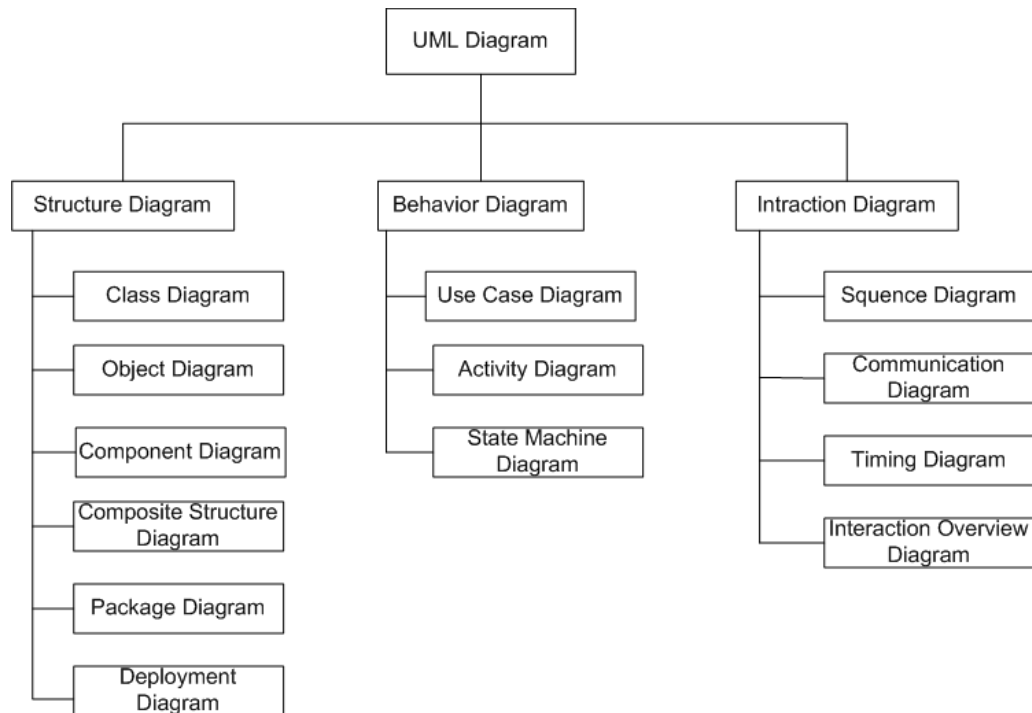 UML Diagram
Structure Diagram
Behavior Diagram
Intraction Diagram
Class Diagram
Object Diagram
Component Diagram
Composite Structure
Diagram
Package Diagram
Deployment
Diagram
Use Case Diagram
Activity Diagram
State Machine
Diagram
Squence Diagram
Communication
Diagram
Timing Diagram
Interaction Overview
Diagram